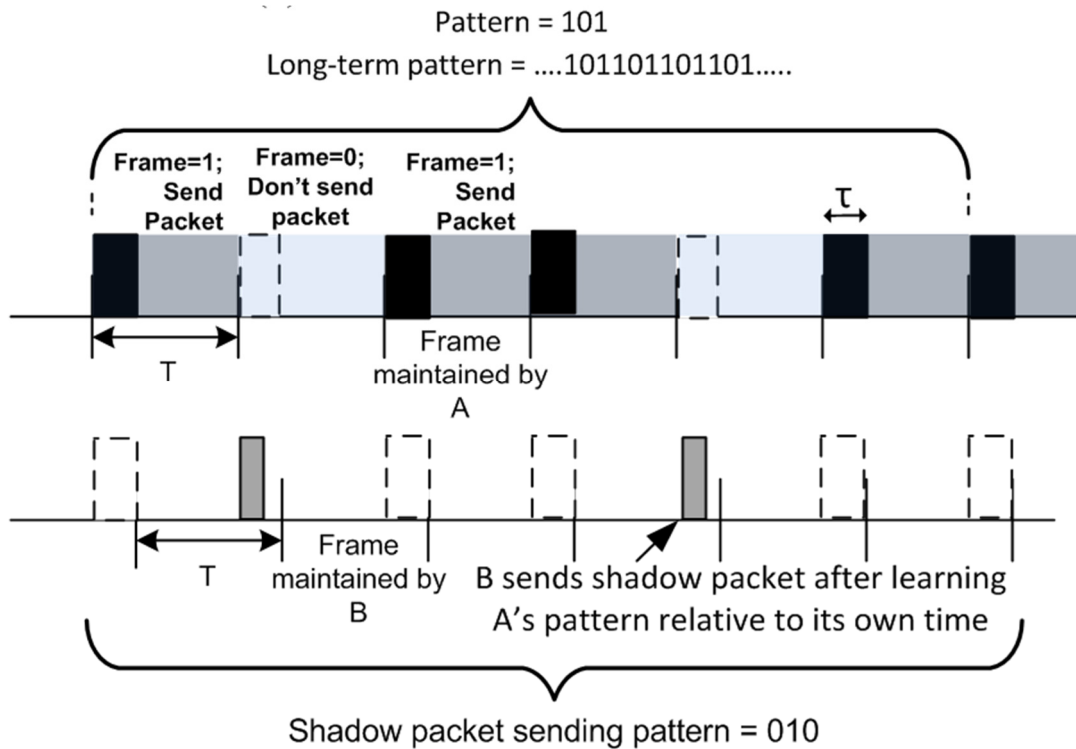 Pattern = 101
Long-term pattern = ....101101101101.....
Frame=1;
Send
Packet
Frame=0;
Don't send
packet
Frame=1;
Send
Packet
τ
T
Frame
maintained by
A
T
Frame
maintained by
B
B sends shadow packet after learning
A's pattern relative to its own time
Shadow packet sending pattern = 010